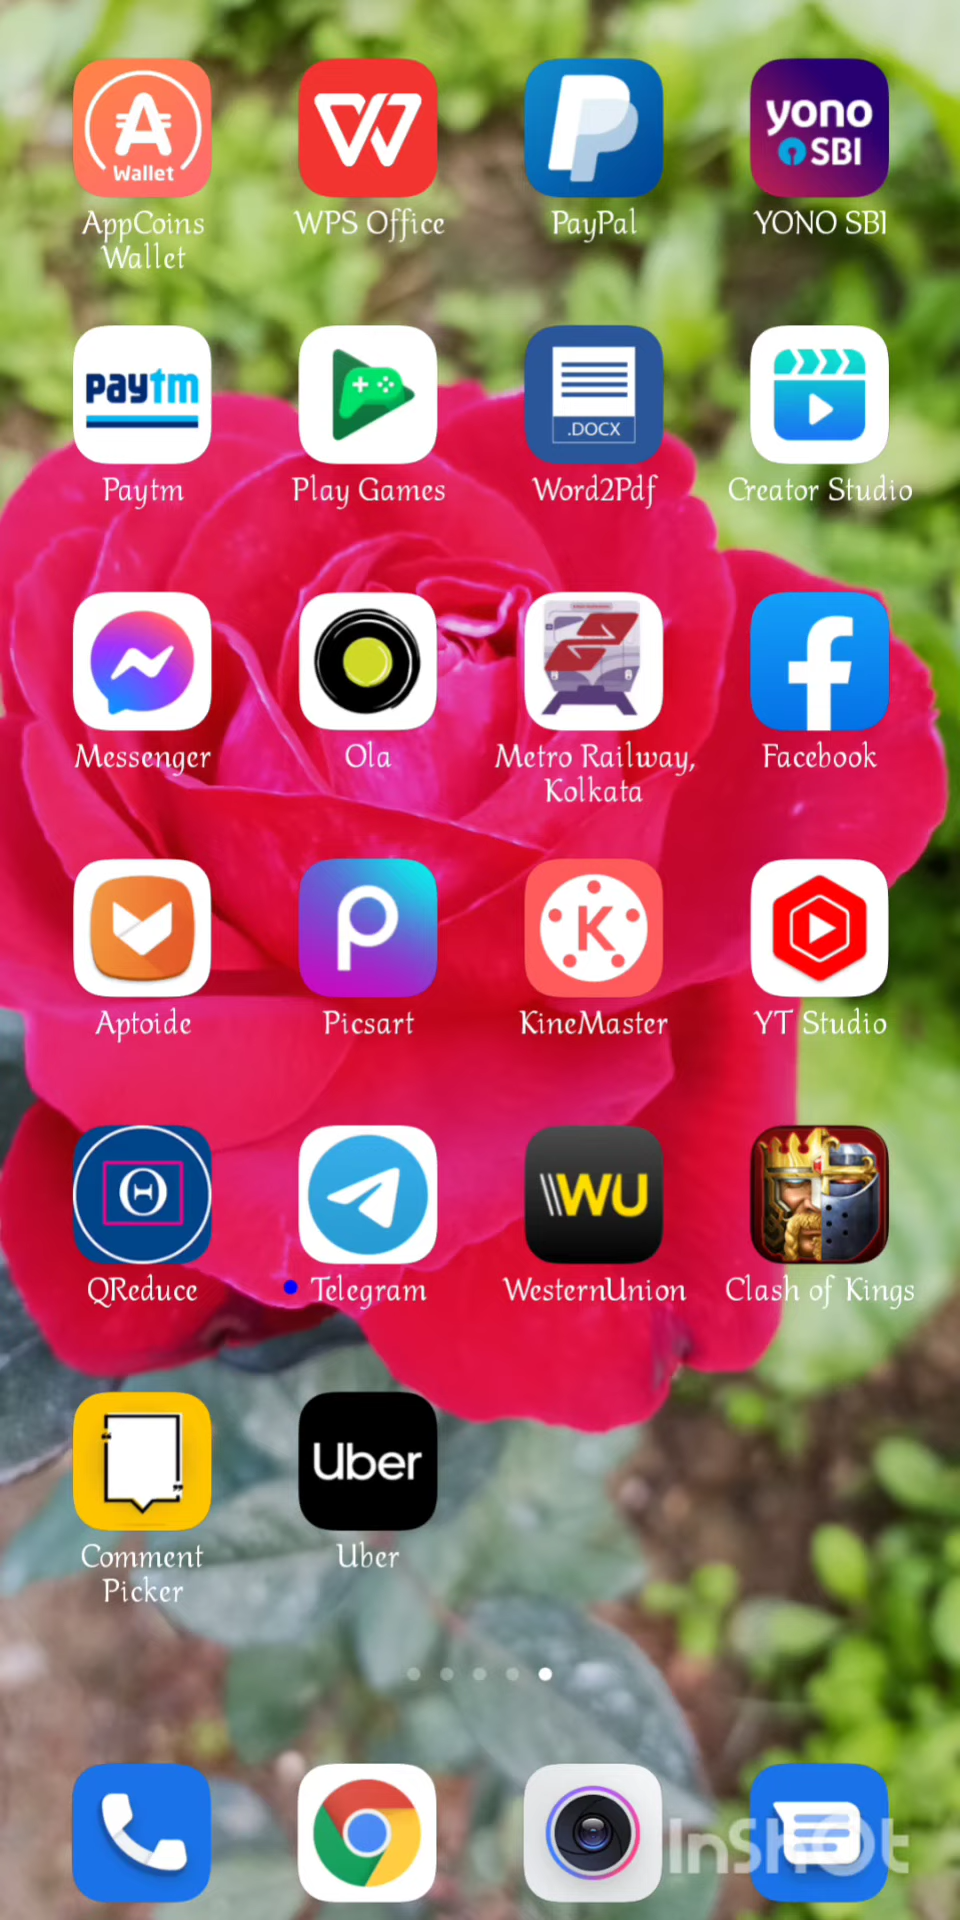 Wallet
yono
SBI
AppCoins
Wallet
WPS Office
PayPal
YONO SBI
paytm
.DOCX
Paytm
Play Games
Word2Pdf
Creator Studio
Messenger
Ola
Metro Railway,
Kolkata
Facebook
K
Aptoide
Picsart
KineMaster
YT Studio
WU
QReduce
Telegram
WesternUnion
Clash of Kings
Uber
Comment
Picker
Uber
InShOt